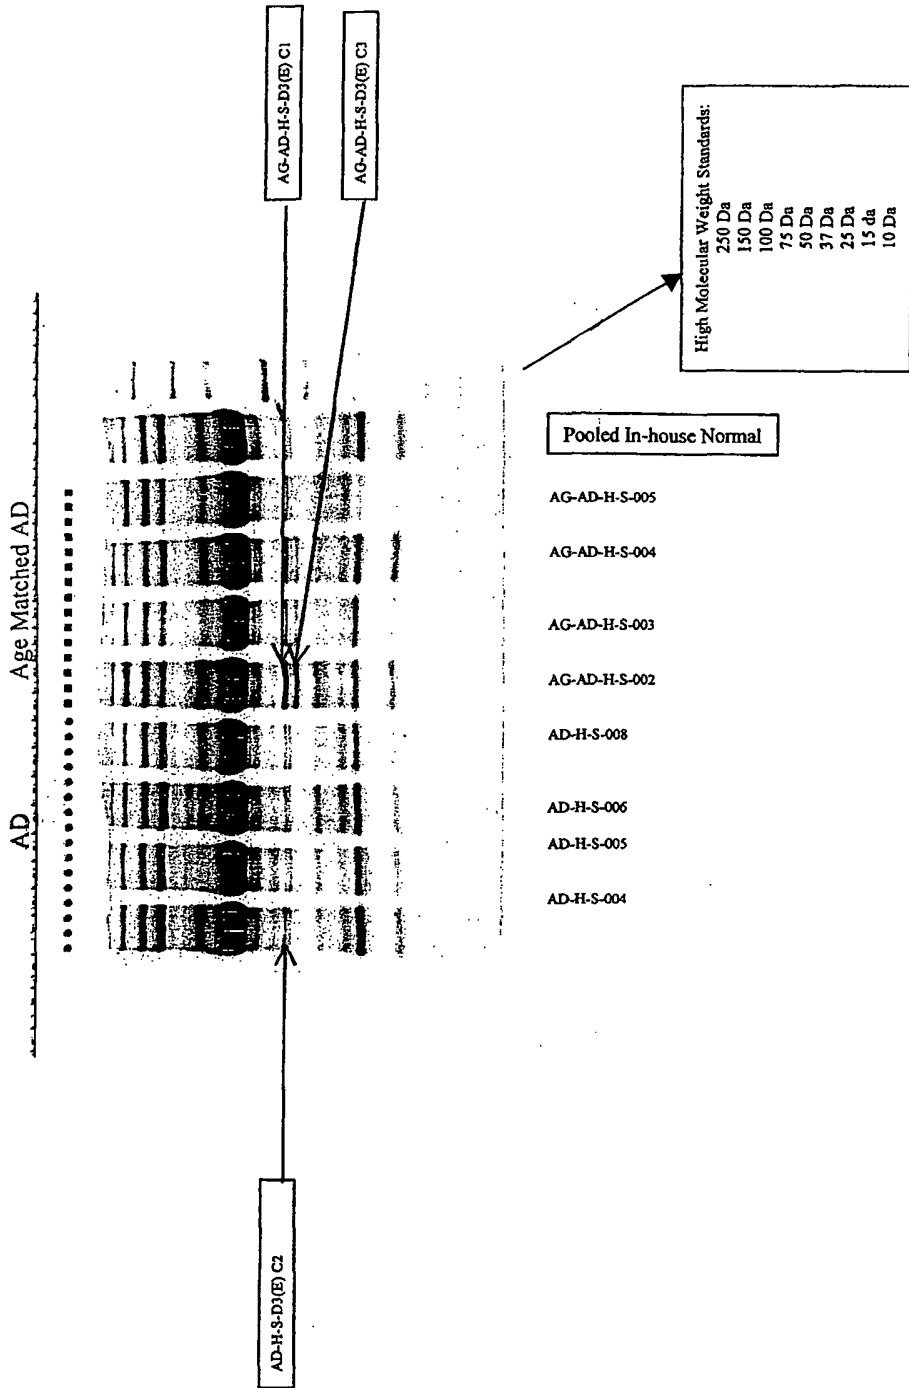 AD
Age Matched AD
AG-AD-H-S-D3(E) C1
AG-AD-H-S-D3(E) C3
AD-H-S-D3(E) C2
Pooled In-house Normal
AG-AD-H-S-005
AG-AD-H-S-004
AG-AD-H-S-003
AG-AD-H-S-002
AD-H-S-008
AD-H-S-006
AD-H-S-005
AD-H-S-004
High Molecular Weight Standards:
250 Da
150 Da
100 Da
75 Da
50 Da
37 Da
25 Da
15 da
10 Da